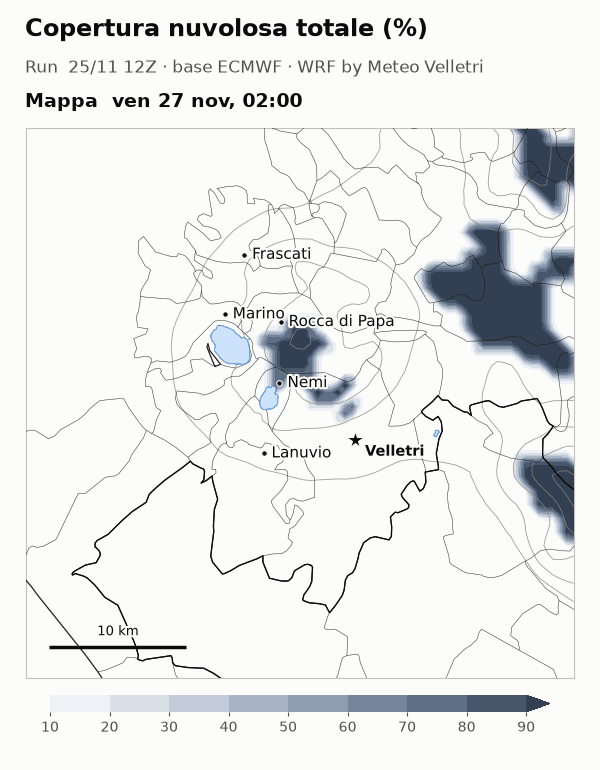 Copertura nuvolosa totale (%)
Run  25/11 12Z · base ECMWF · WRF by Meteo Velletri
Mappa  ven 27 nov, 02:00
Frascati
Marino
Rocca di Papa
Nemi
Velletri
Lanuvio
10 km
10 20 30 40 50 60 70 80 90